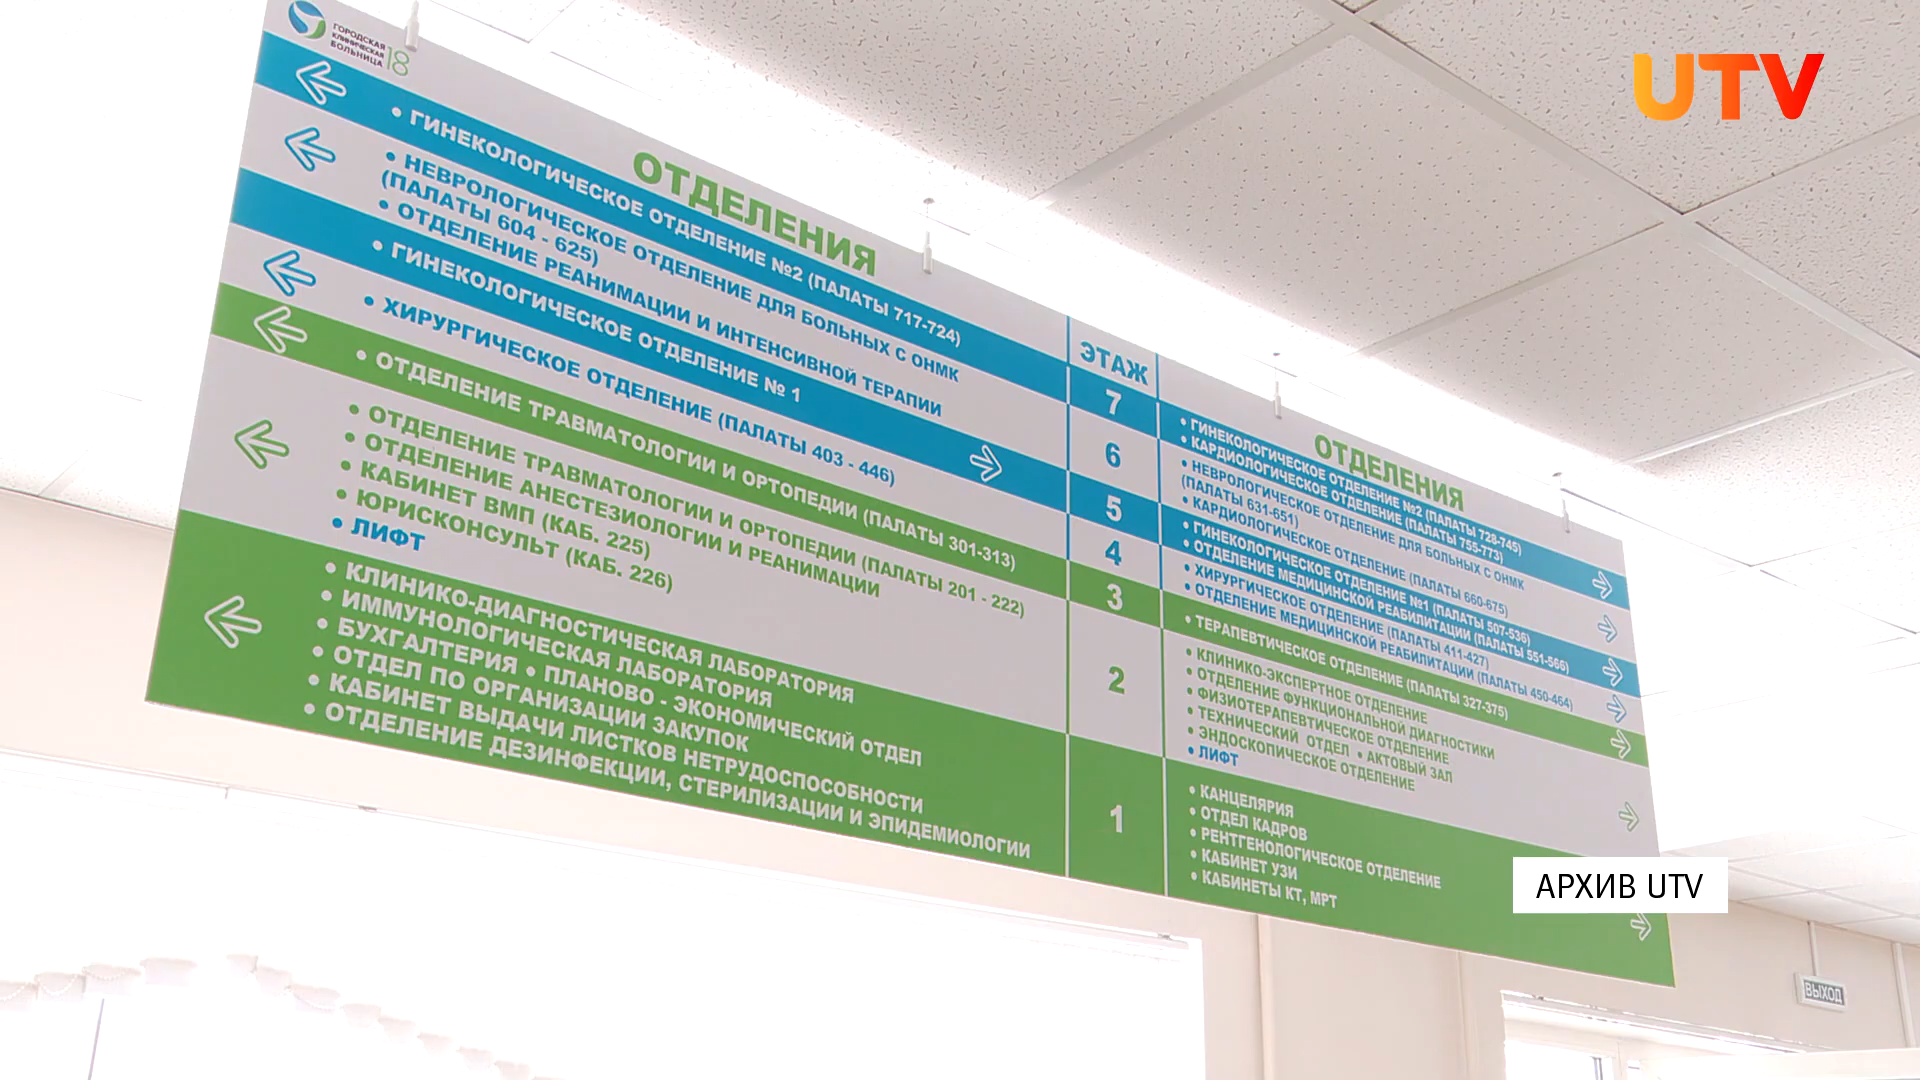 UTV
ГОРОДСКАЯ
КЛИНИЧЕСКАЯ
БОЛЬНИЦА 18
ОТДЕЛЕНИЯ
• ГИНЕКОЛОГИЧЕСКОЕ ОТДЕЛЕНИЕ №2 (ПАЛАТЫ 717-724)
• НЕВРОЛОГИЧЕСКОЕ ОТДЕЛЕНИЕ ДЛЯ БОЛЬНЫХ С ОНМК
(ПАЛАТЫ 604 - 625)
• ОТДЕЛЕНИЕ РЕАНИМАЦИИ И ИНТЕНСИВНОЙ ТЕРАПИИ
• ГИНЕКОЛОГИЧЕСКОЕ ОТДЕЛЕНИЕ № 1
• ХИРУРГИЧЕСКОЕ ОТДЕЛЕНИЕ (ПАЛАТЫ 403 - 446)
• ОТДЕЛЕНИЕ ТРАВМАТОЛОГИИ И ОРТОПЕДИИ (ПАЛАТЫ 301-313)
• ОТДЕЛЕНИЕ ТРАВМАТОЛОГИИ И ОРТОПЕДИИ (ПАЛАТЫ 201 - 222)
• ОТДЕЛЕНИЕ АНЕСТЕЗИОЛОГИИ И РЕАНИМАЦИИ
• КАБИНЕТ ВМП (КАБ. 225)
• ЮРИСКОНСУЛЬТ (КАБ. 226)
• ЛИФТ
• КЛИНИКО-ДИАГНОСТИЧЕСКАЯ ЛАБОРАТОРИЯ
• ИММУНОЛОГИЧЕСКАЯ ЛАБОРАТОРИЯ
• БУХГАЛТЕРИЯ • ПЛАНОВО - ЭКОНОМИЧЕСКИЙ ОТДЕЛ
• ОТДЕЛ ПО ОРГАНИЗАЦИИ ЗАКУПОК
• КАБИНЕТ ВЫДАЧИ ЛИСТКОВ НЕТРУДОСПОСОБНОСТИ
• ОТДЕЛЕНИЕ ДЕЗИНФЕКЦИИ, СТЕРИЛИЗАЦИИ И ЭПИДЕМИОЛОГИИ
ЭТАЖ
7
6
5
4
3
2
1
ОТДЕЛЕНИЯ
• ГИНЕКОЛОГИЧЕСКОЕ ОТДЕЛЕНИЕ №2 (ПАЛАТЫ 728-745)
• КАРДИОЛОГИЧЕСКОЕ ОТДЕЛЕНИЕ (ПАЛАТЫ 755-773)
• НЕВРОЛОГИЧЕСКОЕ ОТДЕЛЕНИЕ ДЛЯ БОЛЬНЫХ С ОНМК
(ПАЛАТЫ 631-651)
• КАРДИОЛОГИЧЕСКОЕ ОТДЕЛЕНИЕ (ПАЛАТЫ 660-675)
• ГИНЕКОЛОГИЧЕСКОЕ ОТДЕЛЕНИЕ №1 (ПАЛАТЫ 507-536)
• ОТДЕЛЕНИЕ МЕДИЦИНСКОЙ РЕАБИЛИТАЦИИ (ПАЛАТЫ 551-566)
• ХИРУРГИЧЕСКОЕ ОТДЕЛЕНИЕ (ПАЛАТЫ 411-427)
• ОТДЕЛЕНИЕ МЕДИЦИНСКОЙ РЕАБИЛИТАЦИИ (ПАЛАТЫ 450-464)
• ТЕРАПЕВТИЧЕСКОЕ ОТДЕЛЕНИЕ (ПАЛАТЫ 327-375)
• КЛИНИКО-ЭКСПЕРТНОЕ ОТДЕЛЕНИЕ
• ОТДЕЛЕНИЕ ФУНКЦИОНАЛЬНОЙ ДИАГНОСТИКИ
• ФИЗИОТЕРАПЕВТИЧЕСКОЕ ОТДЕЛЕНИЕ
• ТЕХНИЧЕСКИЙ ОТДЕЛ • АКТОВЫЙ ЗАЛ
• ЭНДОСКОПИЧЕСКОЕ ОТДЕЛЕНИЕ
• ЛИФТ
• КАНЦЕЛЯРИЯ
• ОТДЕЛ КАДРОВ
• РЕНТГЕНОЛОГИЧЕСКОЕ ОТДЕЛЕНИЕ
• КАБИНЕТ УЗИ
• КАБИНЕТЫ КТ, МРТ
АРХИВ UTV
ВЫХОД